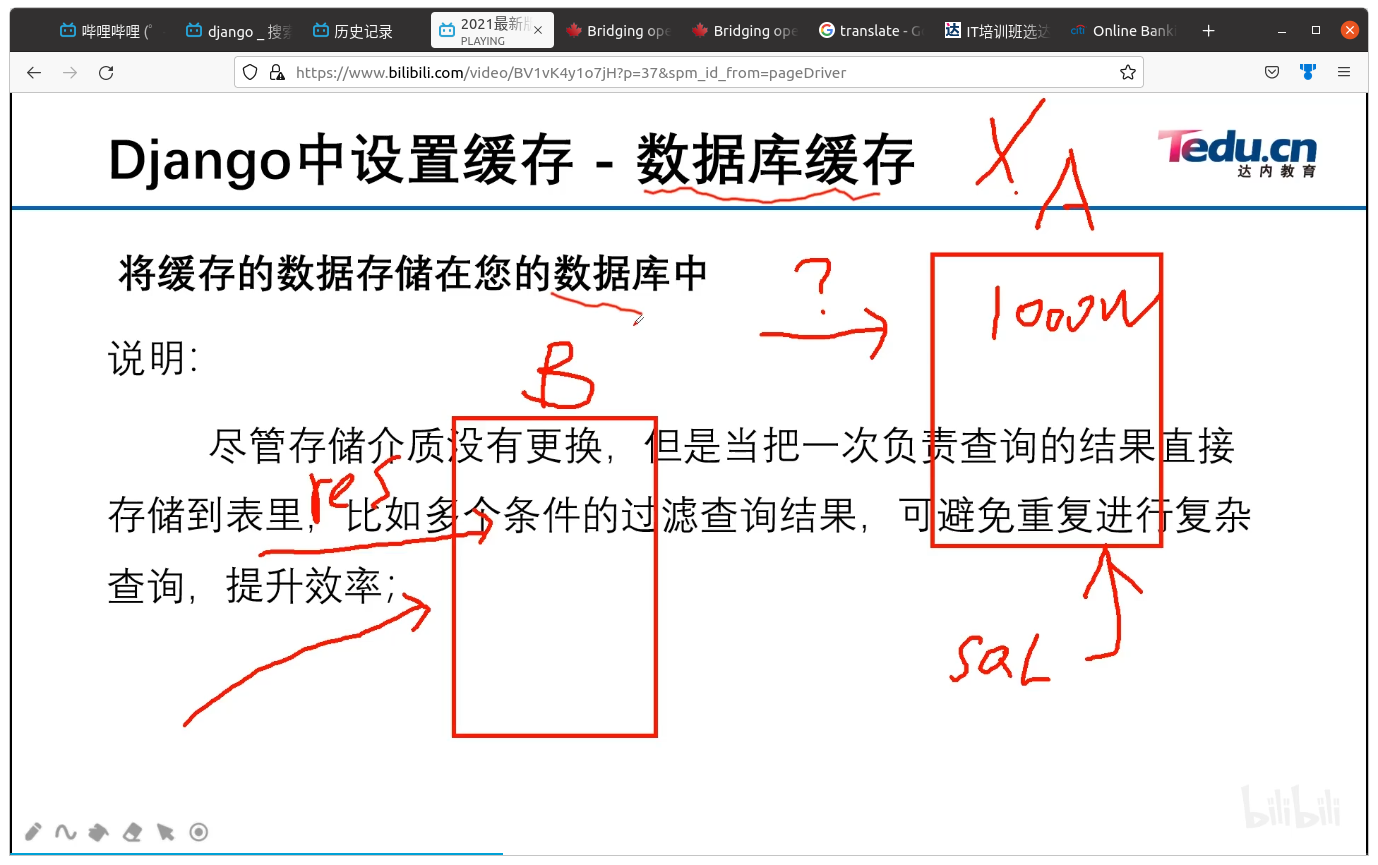 哔哩哔哩 (゜
django _ 搜索
历史记录
2021最新版
PLAYING
Bridging ope
Bridging ope
translate - G
IT培训班选达
Online Banki
https://www.bilibili.com/video/BV1vK4y1o7jH?p=37&spm_id_from=pageDriver
Django中设置缓存 - 数据库缓存
X
A
Tedu.cn
达内教育
将缓存的数据存储在您的数据库中
?
1000W
说明:
B
尽管存储介质没有更换，但是当把一次负责查询的结果直接
res
存储到表里，比如多个条件的过滤查询结果，可避免重复进行复杂
查询，提升效率;
SQL
bilibili